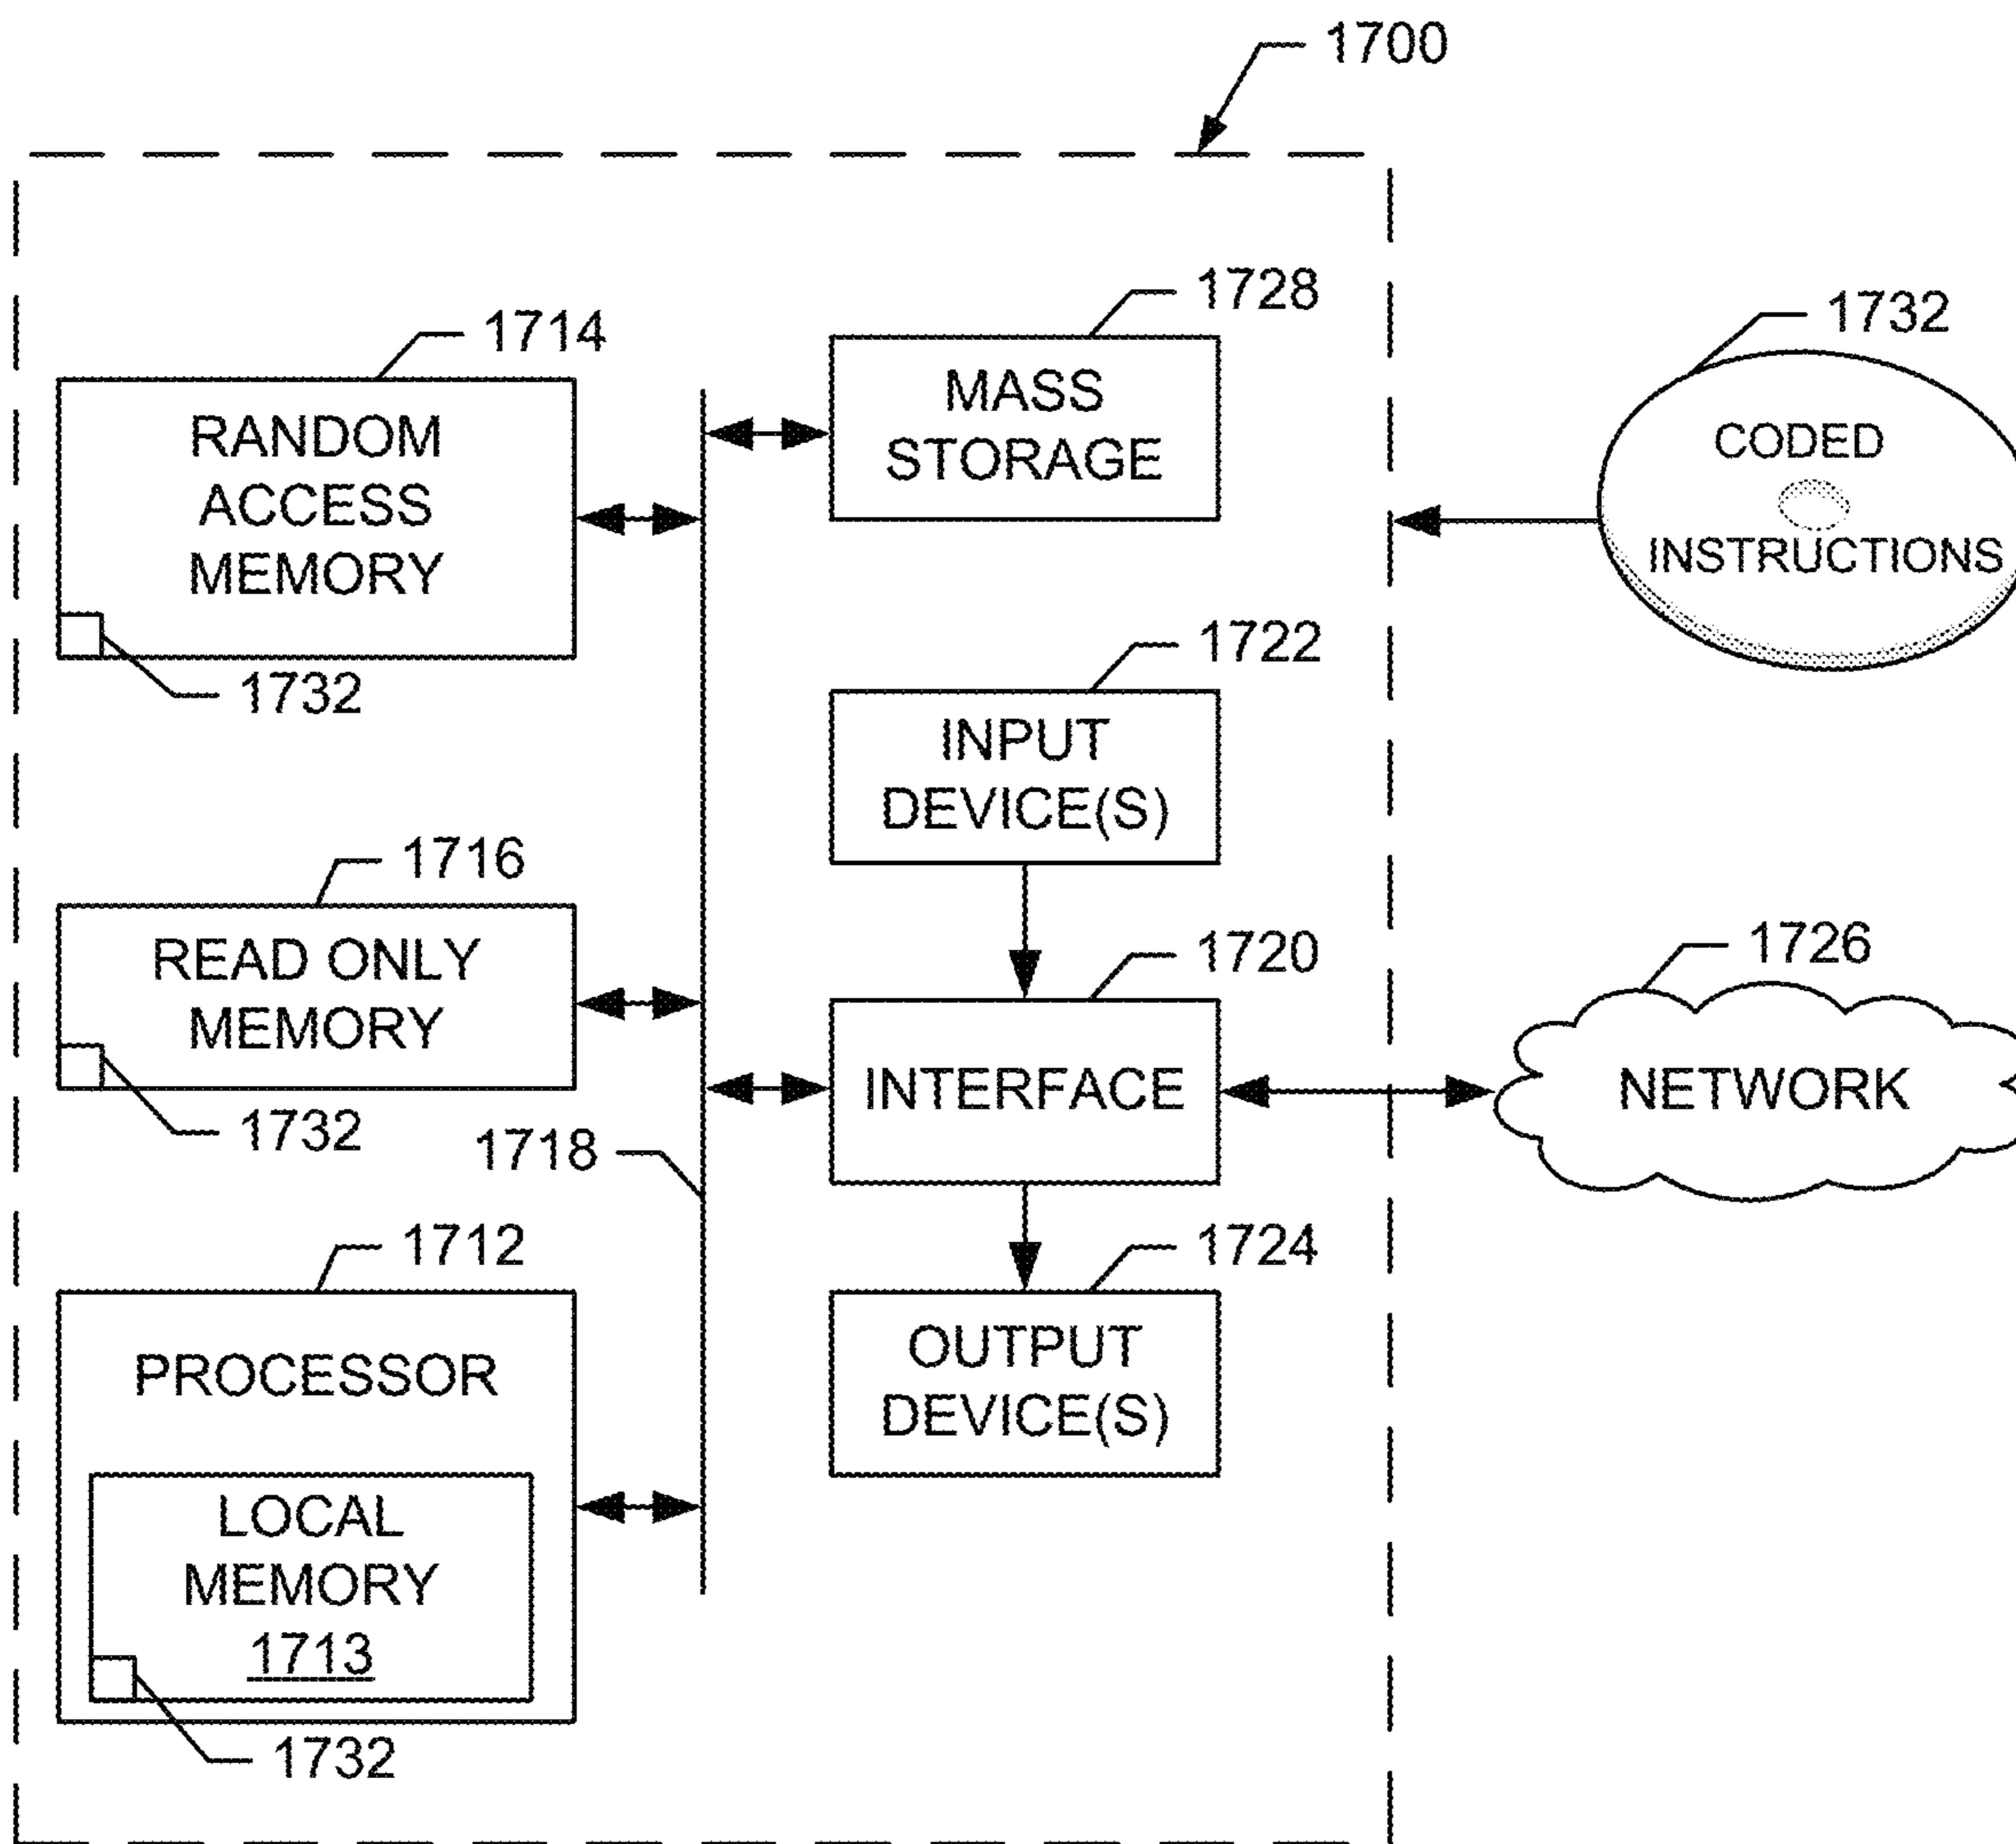 1700
1714
RANDOM
ACCESS
MEMORY
1732
1728
MASS
STORAGE
1732
CODED
INSTRUCTIONS
1722
INPUT
DEVICE(S)
1716
READ ONLY
MEMORY
1732
1720
INTERFACE
1726
NETWORK
1718
1712
PROCESSOR
LOCAL
MEMORY
1713
1732
1724
OUTPUT
DEVICE(S)